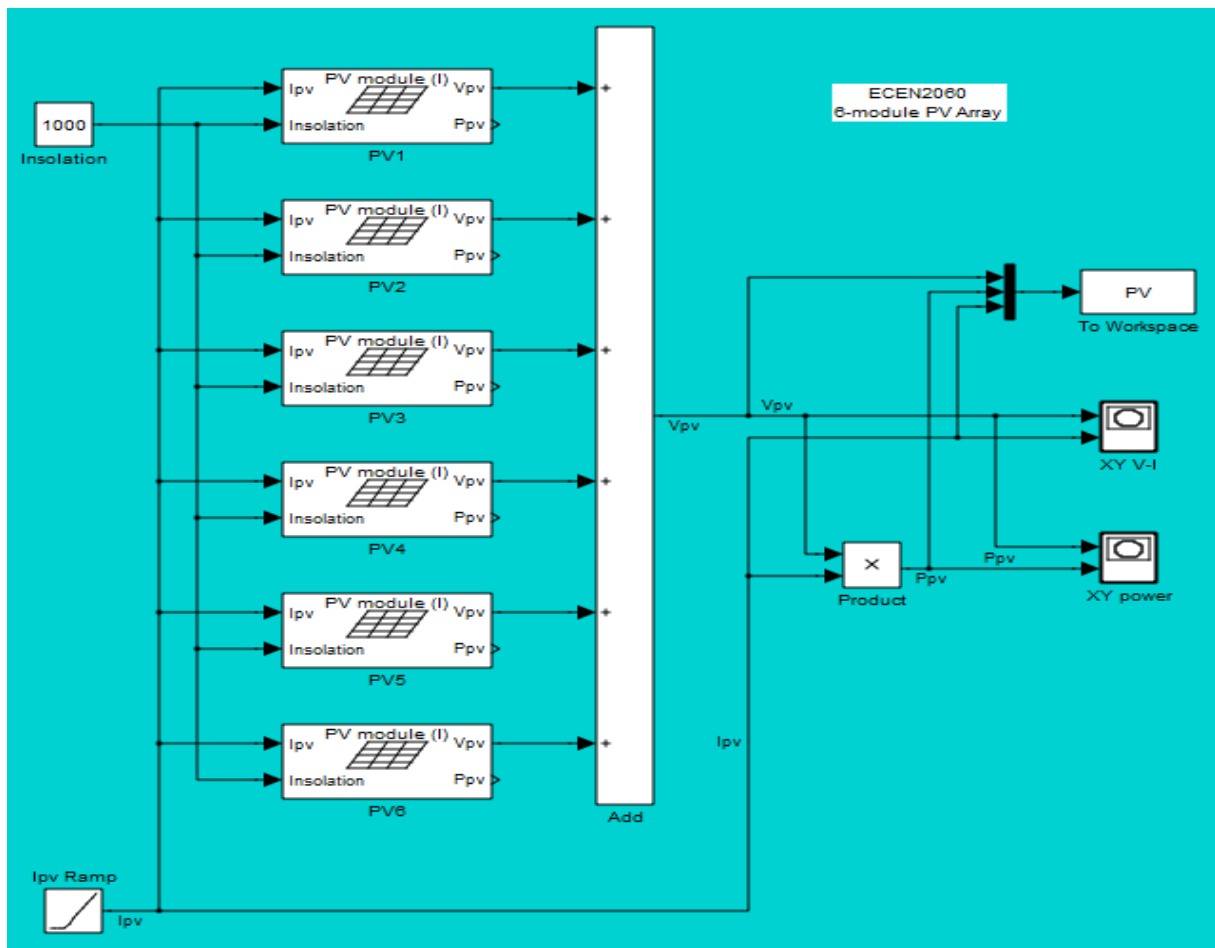 ECEN2060
6-module PV Array
1000
Insolation
PV module (I)
Ipv
Vpv
Insolation
Ppv
PV1
+
PV module (I)
Ipv
Vpv
Insolation
Ppv
PV2
+
PV module (I)
Ipv
Vpv
Insolation
Ppv
PV3
+
PV module (I)
Ipv
Vpv
Insolation
Ppv
PV4
+
PV module (I)
Ipv
Vpv
Insolation
Ppv
PV5
+
PV module (I)
Ipv
Vpv
Insolation
Ppv
PV6
+
Add
Vpv
Vpv
PV
To Workspace
XY V-I
X
Product
Ppv
Ppv
XY power
Ipv
Ipv Ramp
Ipv